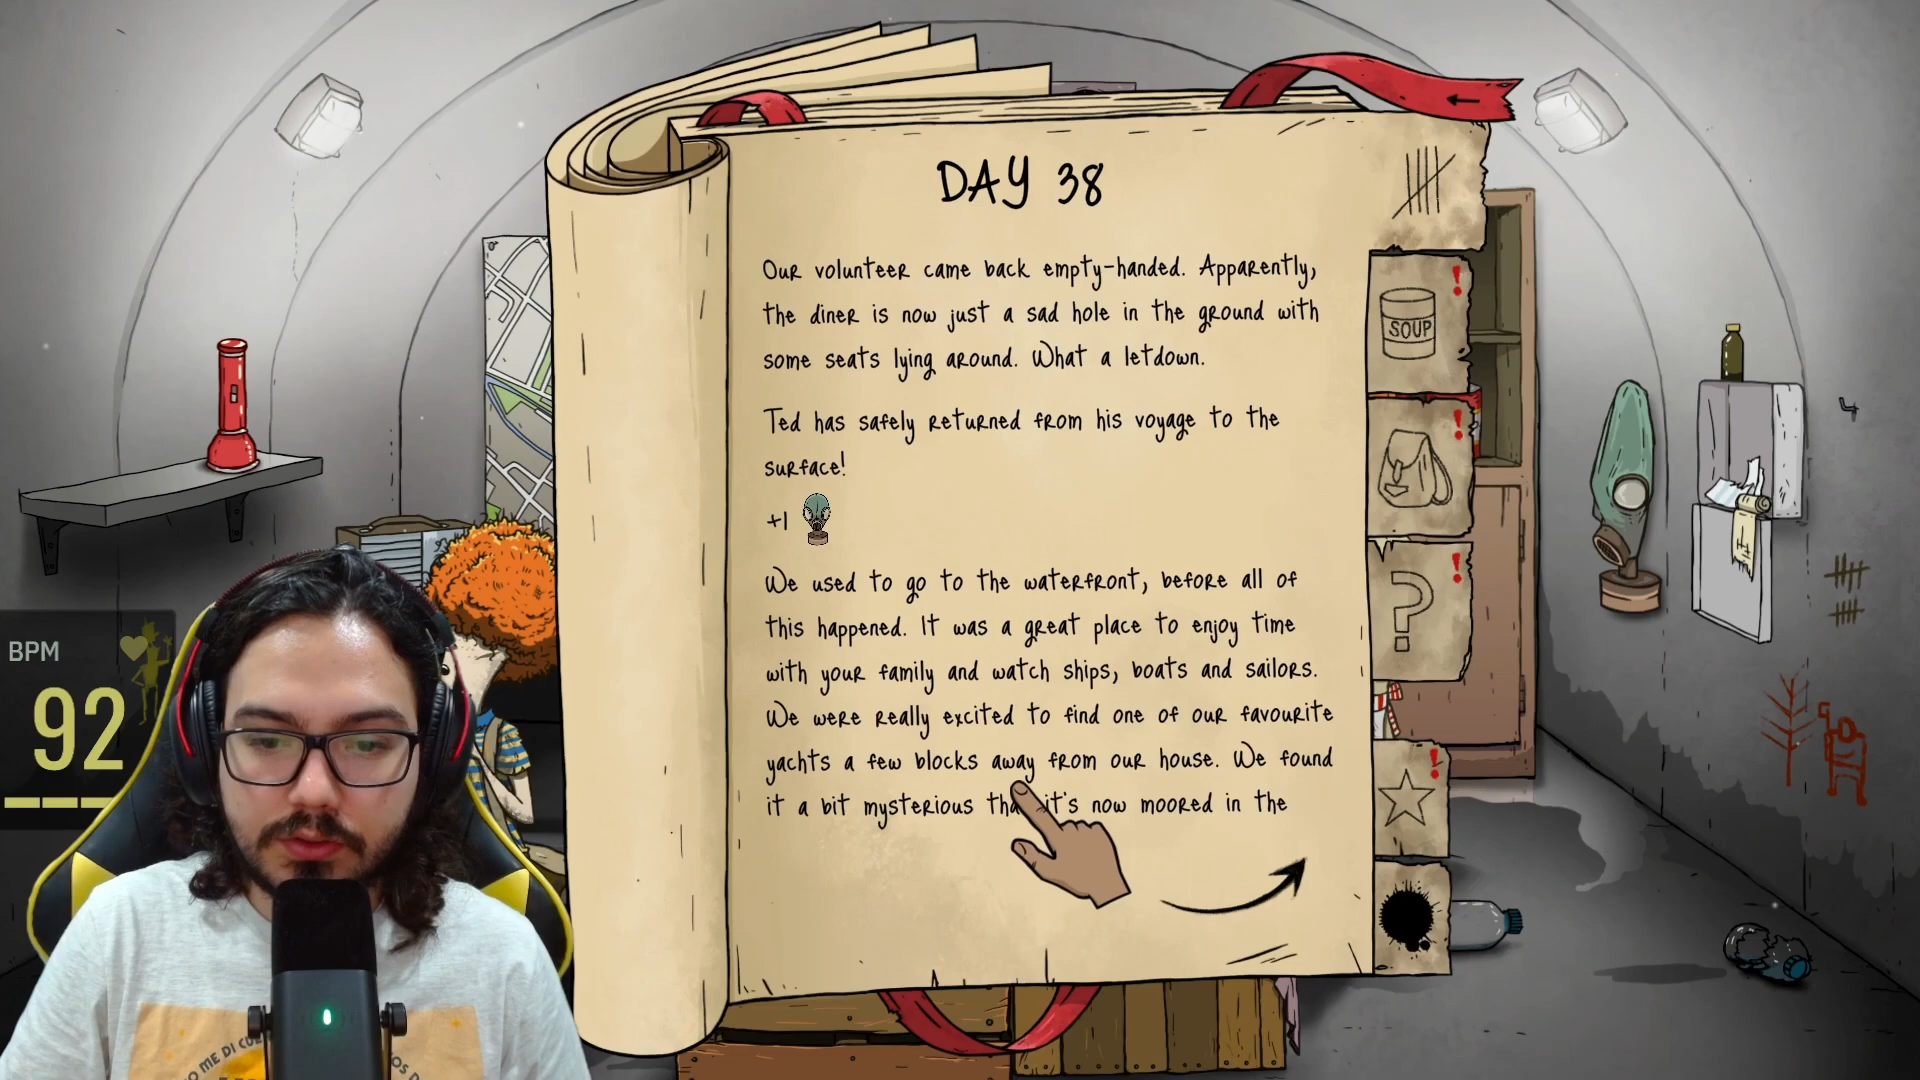 DAY 38
Our volunteer came back empty-handed. Apparently,
the diner is now just a sad hole in the ground with
some seats lying around. What a letdown.
Ted has safely returned from his voyage to the
surface!
+1
We used to go to the waterfront, before all of
this happened. It was a great place to enjoy time
with your family and watch ships, boats and sailors.
We were really excited to find one of our favourite
yachts a few blocks away from our house. We found
it a bit mysterious it's now moored in the
SOUP
!
!
!
?
!
BPM
92
ME DI